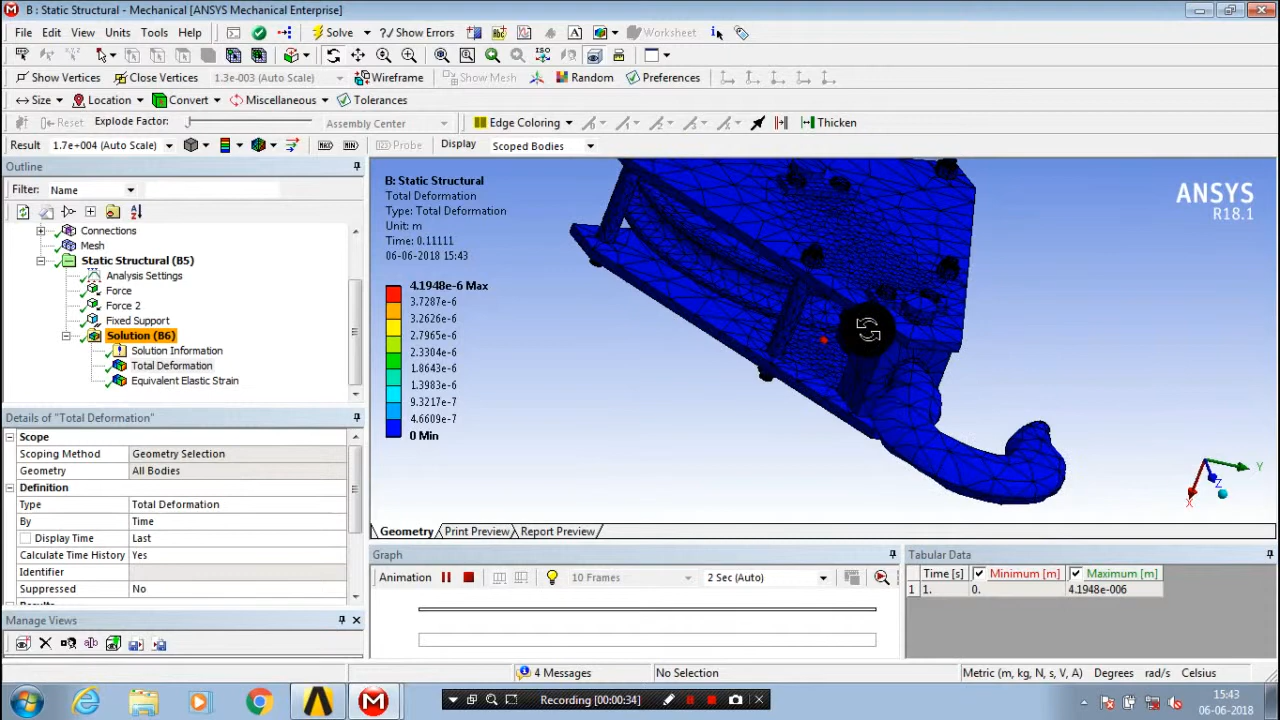 B : Static Structural - Mechanical [ANSYS Mechanical Enterprise]
File Edit View Units Tools Help Solve Show Errors Worksheet
Show Vertices Close Vertices 1.3e-003 (Auto Scale) Wireframe Show Mesh Random Preferences
Size Location Convert Miscellaneous Tolerances
Reset Explode Factor: Assembly Center Edge Coloring Thicken
Result 1.7e+004 (Auto Scale) Probe Display Scoped Bodies
Outline
Filter: Name
Connections
Mesh
Static Structural (B5)
Analysis Settings
Force
Force 2
Fixed Support
Solution (B6)
Solution Information
Total Deformation
Equivalent Elastic Strain
Details of "Total Deformation"
Scope
Scoping Method Geometry Selection
Geometry All Bodies
Definition
Type Total Deformation
By Time
Display Time Last
Calculate Time History Yes
Identifier
Suppressed No
Manage Views
B: Static Structural
Total Deformation
Type: Total Deformation
Unit: m
Time: 0.11111
06-06-2018 15:43
4.1948e-6 Max
3.7287e-6
3.2626e-6
2.7965e-6
2.3304e-6
1.8643e-6
1.3983e-6
9.3217e-7
4.6609e-7
0 Min
ANSYS
R18.1
Y
Z
X
Geometry Print Preview Report Preview
Graph
Animation 10 Frames 2 Sec (Auto)
Tabular Data
Time [s] Minimum [m] Maximum [m]
1 1. 0. 4.1948e-006
4 Messages No Selection Metric (m, kg, N, s, V, A) Degrees rad/s Celsius
Recording [00:00:34]
15:43
06-06-2018